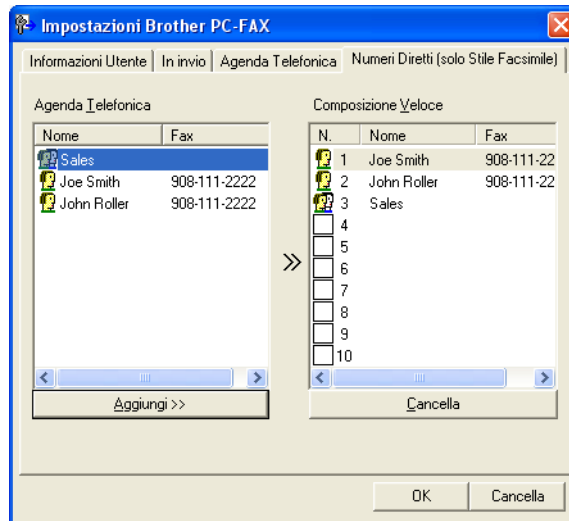 Impostazioni Brother PC-FAX
Informazioni Utente In invio Agenda Telefonica Numeri Diretti (solo Stile Facsimile)
Agenda Telefonica
Nome Fax
Sales
Joe Smith 908-111-2222
John Roller 908-111-2222
Aggiungi >>
>>
Composizione Veloce
N. Nome Fax
1 Joe Smith 908-111-22
2 John Roller 908-111-22
3 Sales
4
5
6
7
8
9
10
Cancella
OK Cancella